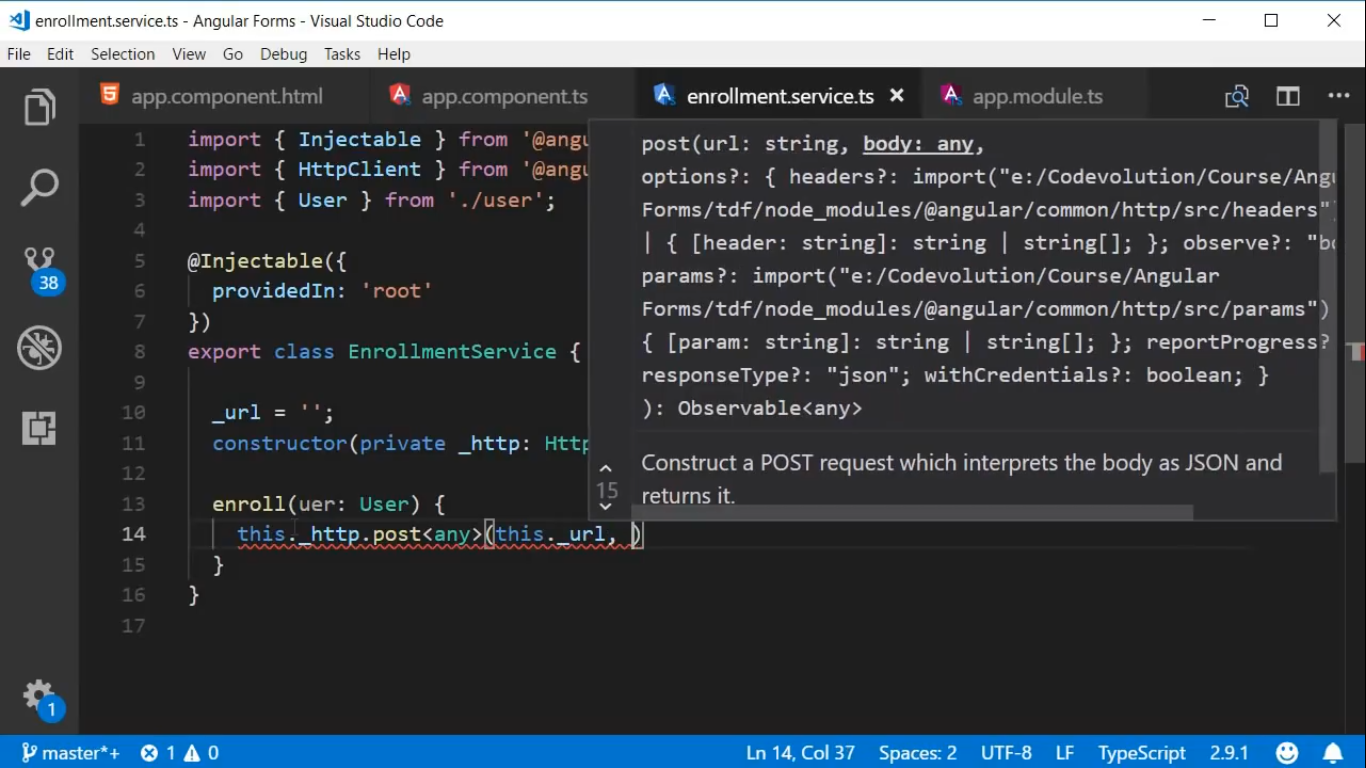 enrollment.service.ts - Angular Forms - Visual Studio Code
File Edit Selection View Go Debug Tasks Help
app.component.html app.component.ts enrollment.service.ts app.module.ts
1 import { Injectable } from '@angu
2 import { HttpClient } from '@angu
3 import { User } from './user';
4
5 @Injectable({
6 providedIn: 'root'
7 })
8 export class EnrollmentService {
9
10 _url = '';
11 constructor(private _http: Http
12
13 enroll(uer: User) {
14 this._http.post<any>(this._url, )
15 }
16 }
17
post(url: string, body: any,
options?: { headers?: import("e:/Codevolution/Course/Angu
Forms/tdf/node_modules/@angular/common/http/src/headers")
| { [header: string]: string | string[]; }; observe?: "bo
params?: import("e:/Codevolution/Course/Angular
Forms/tdf/node_modules/@angular/common/http/src/params")
{ [param: string]: string | string[]; }; reportProgress?
responseType?: "json"; withCredentials?: boolean; }
): Observable<any>
15
Construct a POST request which interprets the body as JSON and
returns it.
38
1
master*+ 1 0 Ln 14, Col 37 Spaces: 2 UTF-8 LF TypeScript 2.9.1